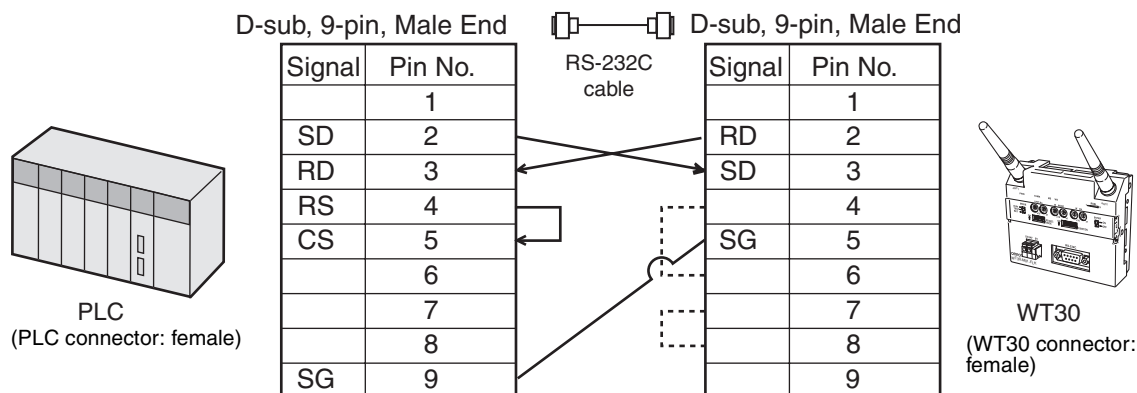 D-sub, 9-pin, Male End
D-sub, 9-pin, Male End
RS-232C
cable
Signal Pin No.
1
SD 2
RD 3
RS 4
CS 5
6
7
8
SG 9
Signal Pin No.
1
RD 2
SD 3
4
SG 5
6
7
8
9
PLC
(PLC connector: female)
WT30
(WT30 connector:
female)